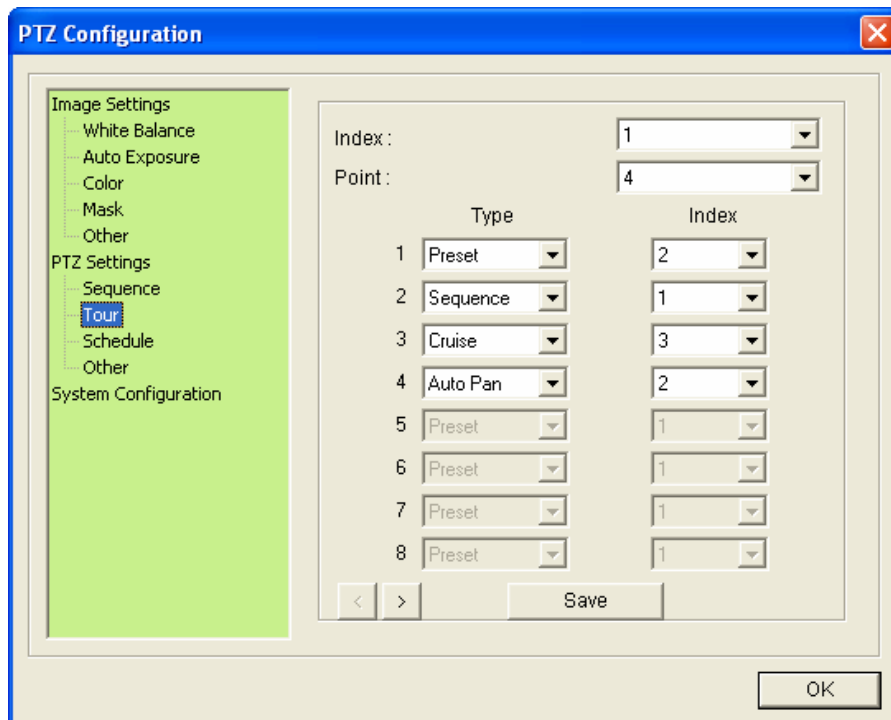 PTZ Configuration
Image Settings
White Balance
Auto Exposure
Color
Mask
Other
PTZ Settings
Sequence
Tour
Schedule
Other
System Configuration
Index : 1
Point : 4
Type Index
1 Preset 2
2 Sequence 1
3 Cruise 3
4 Auto Pan 2
5 Preset 1
6 Preset 1
7 Preset 1
8 Preset 1
< > Save
OK